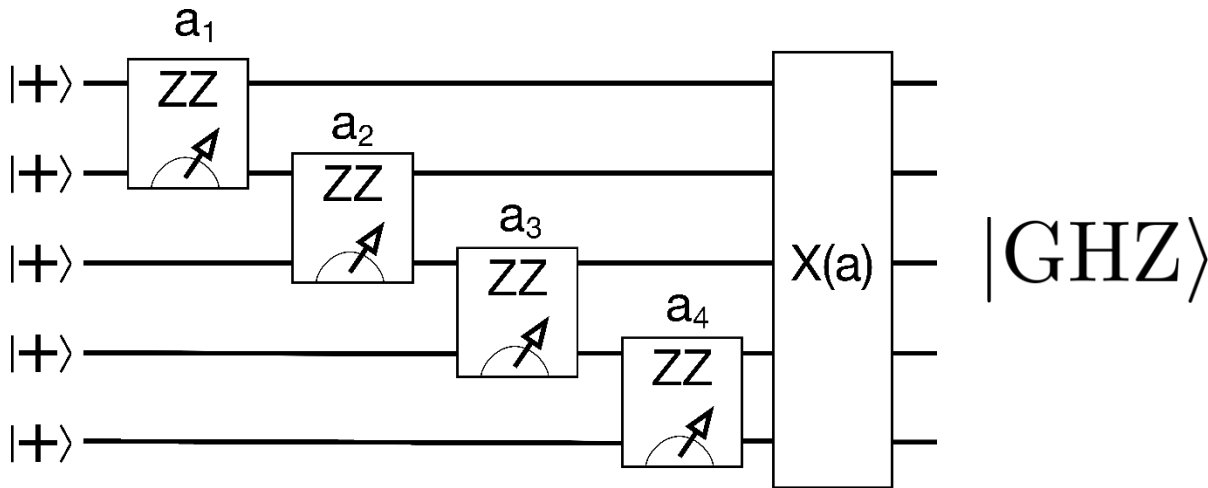 a₁
|+⟩ ZZ
a₂
|+⟩ ZZ
a₃
|+⟩ ZZ X(a) |GHZ⟩
a₄
|+⟩ ZZ
|+⟩